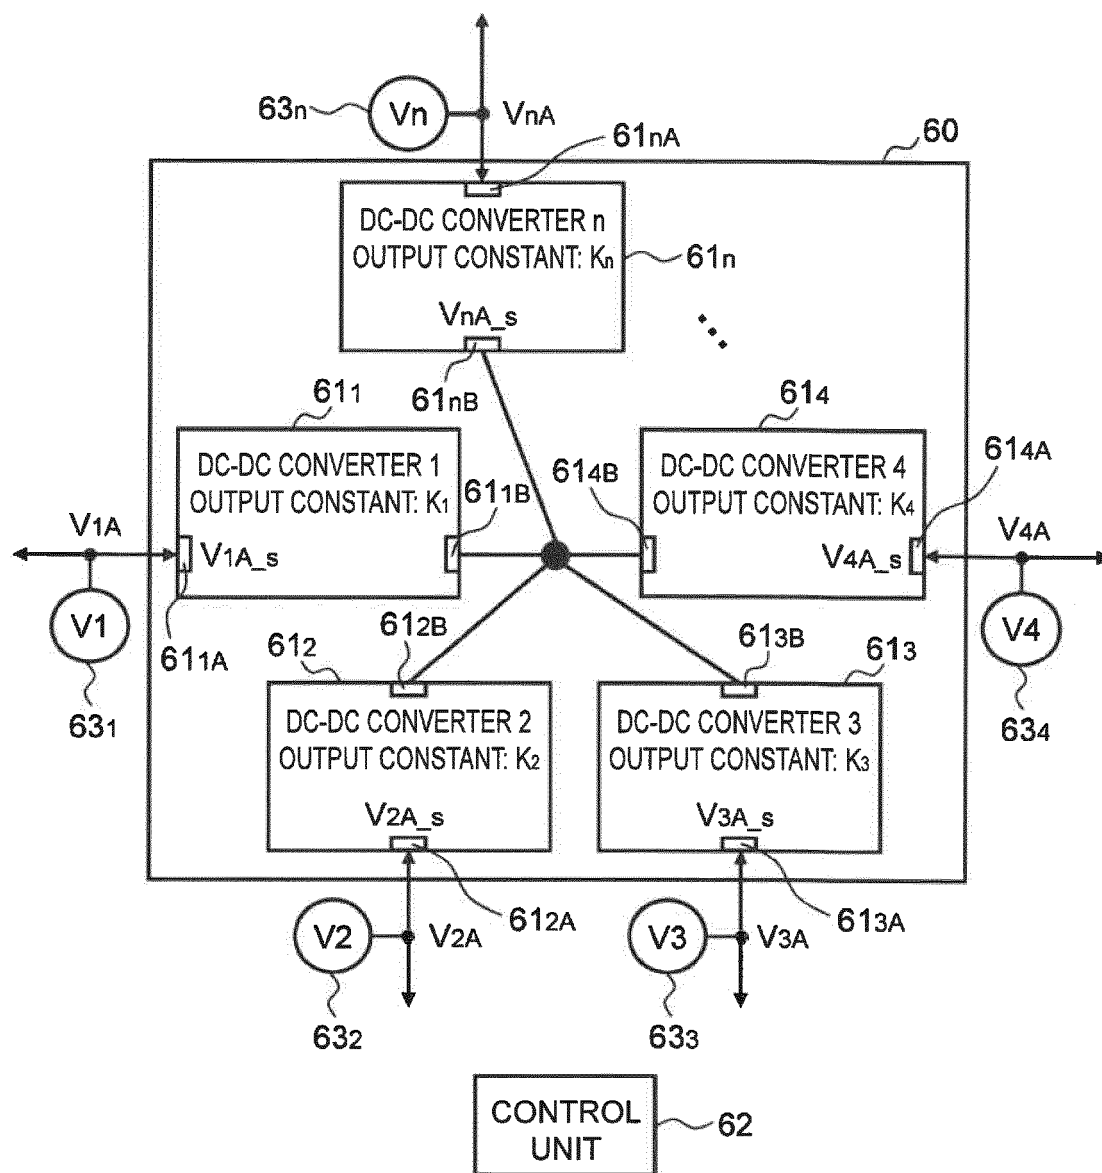 Vn
63n
VnA
61nA
60
DC-DC CONVERTER n
OUTPUT CONSTANT: Kn
61n
VnA_s
61nB
611
614
DC-DC CONVERTER 1
OUTPUT CONSTANT: K1
611B
DC-DC CONVERTER 4
OUTPUT CONSTANT: K4
614B
614A
V1A
V1A_s
V4A_s
V4A
V1
611A
631
V4
634
612
612B
613B
613
DC-DC CONVERTER 2
OUTPUT CONSTANT: K2
DC-DC CONVERTER 3
OUTPUT CONSTANT: K3
V2A_s
V3A_s
V2
V2A
612A
V3
V3A
613A
632
633
CONTROL
UNIT
62